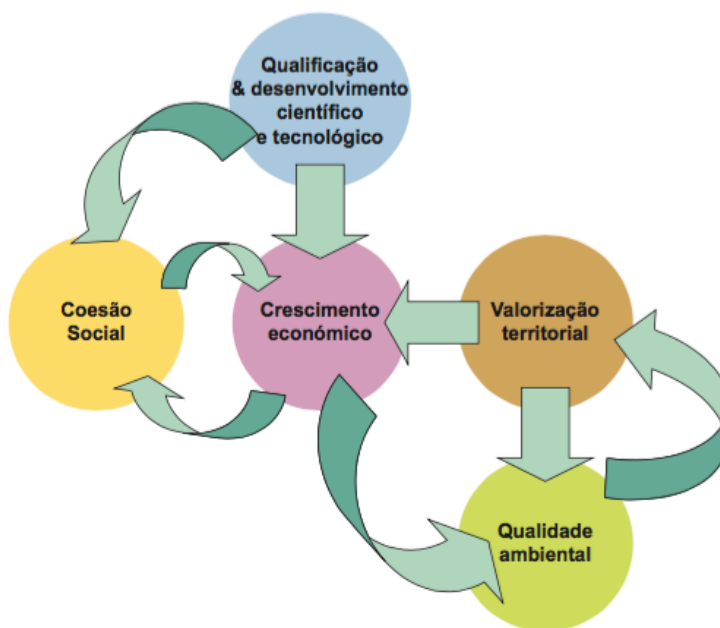 Qualificação
& desenvolvimento
científico
e tecnológico
Coesão
Social
Crescimento
económico
Valorização
territorial
Qualidade
ambiental